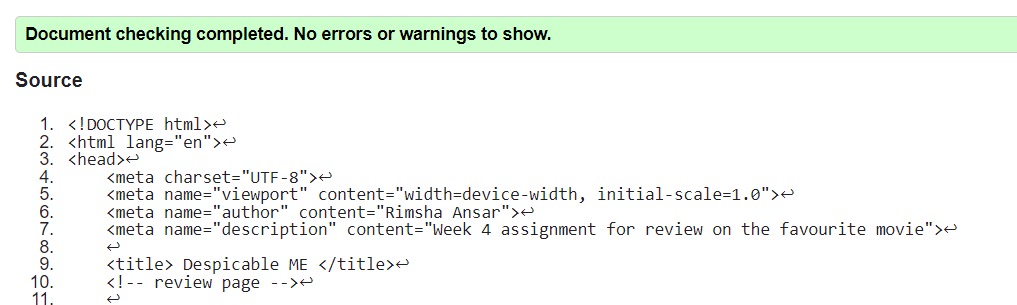 Document checking completed. No errors or warnings to show.
Source
1. <!DOCTYPE html>↩
2. <html lang="en">↩
3. <head>↩
4. <meta charset="UTF-8">↩
5. <meta name="viewport" content="width=device-width, initial-scale=1.0">↩
6. <meta name="author" content="Rimsha Ansar">↩
7. <meta name="description" content="Week 4 assignment for review on the favourite movie">↩
8. ↩
9. <title> Despicable ME </title>↩
10. <!-- review page -->↩
11. ↩